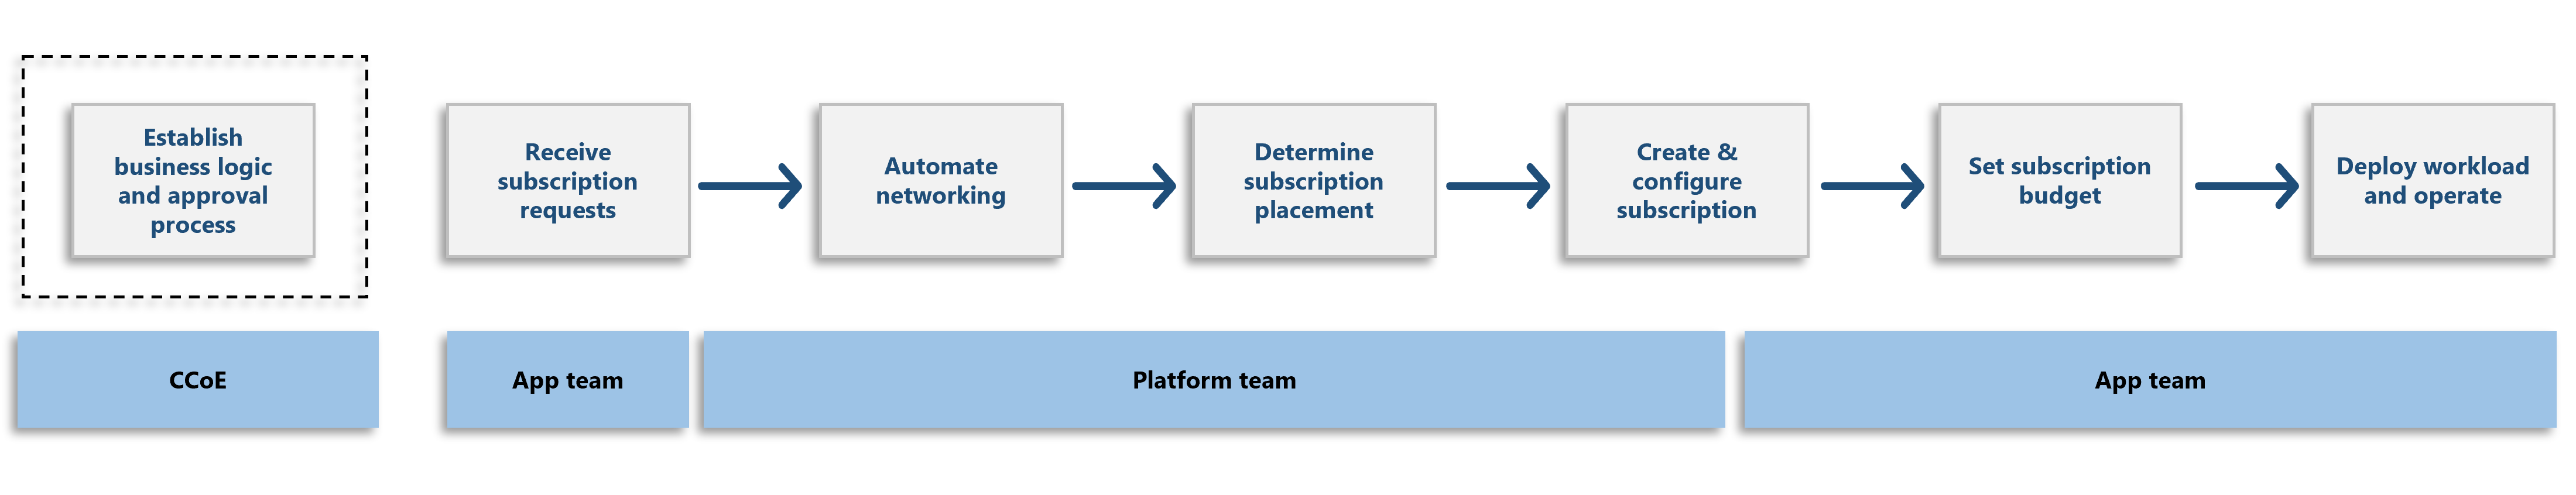 Establish
business logic
and approval
process
Receive
subscription
requests
Automate
networking
Determine
subscription
placement
Create &
configure
subscription
Set subscription
budget
Deploy workload
and operate
CCoE
App team
Platform team
App team